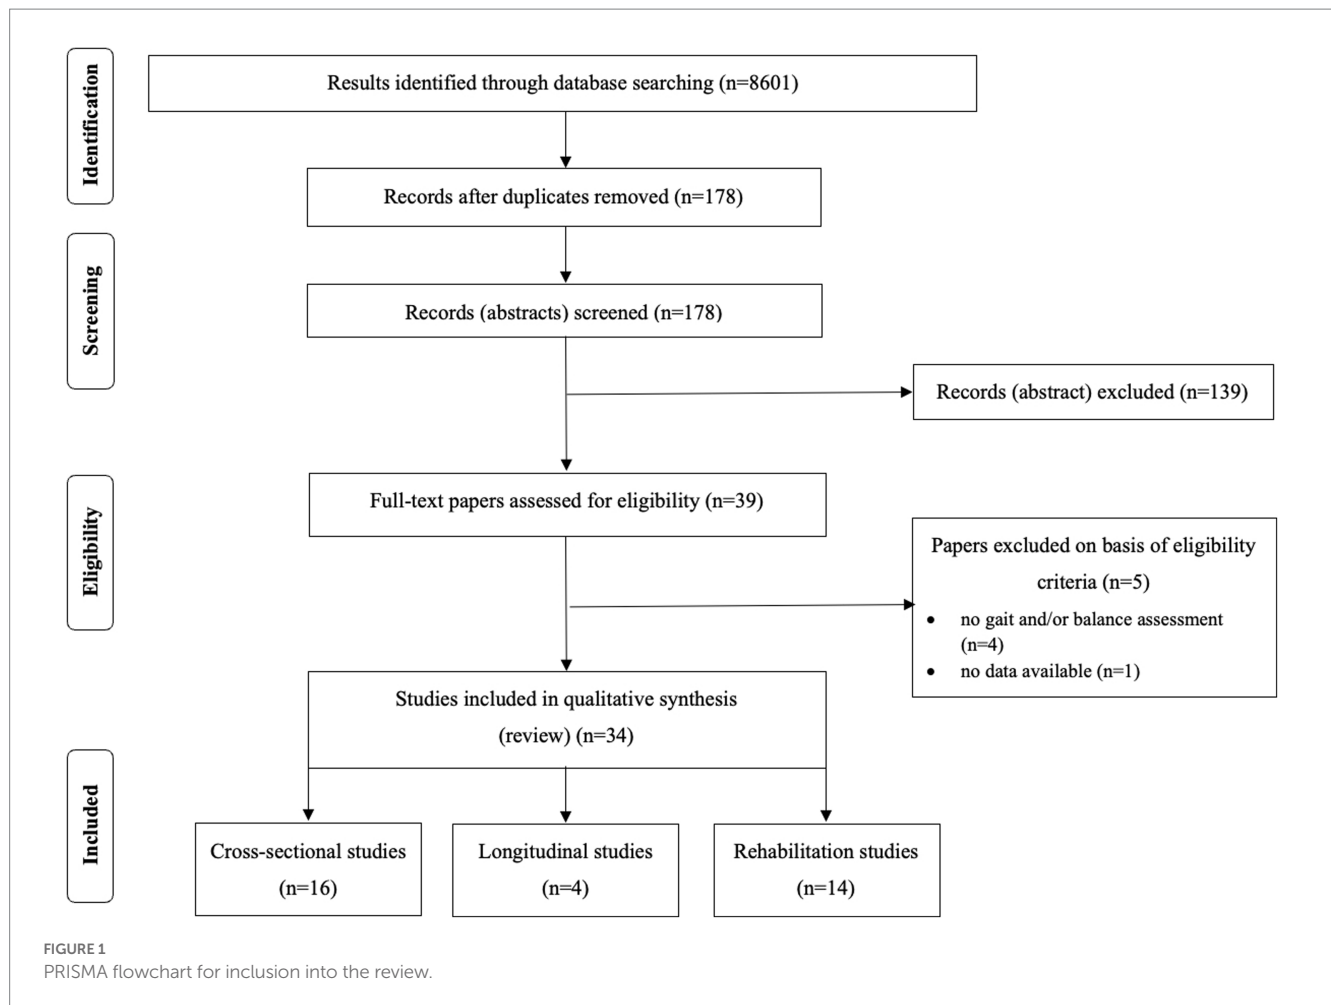 Identification
Results identified through database searching (n=8601)
Records after duplicates removed (n=178)
Screening
Records (abstracts) screened (n=178)
Records (abstract) excluded (n=139)
Eligibility
Full-text papers assessed for eligibility (n=39)
Papers excluded on basis of eligibility
criteria (n=5)
• no gait and/or balance assessment
(n=4)
• no data available (n=1)
Studies included in qualitative synthesis
(review) (n=34)
Included
Cross-sectional studies
(n=16)
Longitudinal studies
(n=4)
Rehabilitation studies
(n=14)
FIGURE 1
PRISMA flowchart for inclusion into the review.